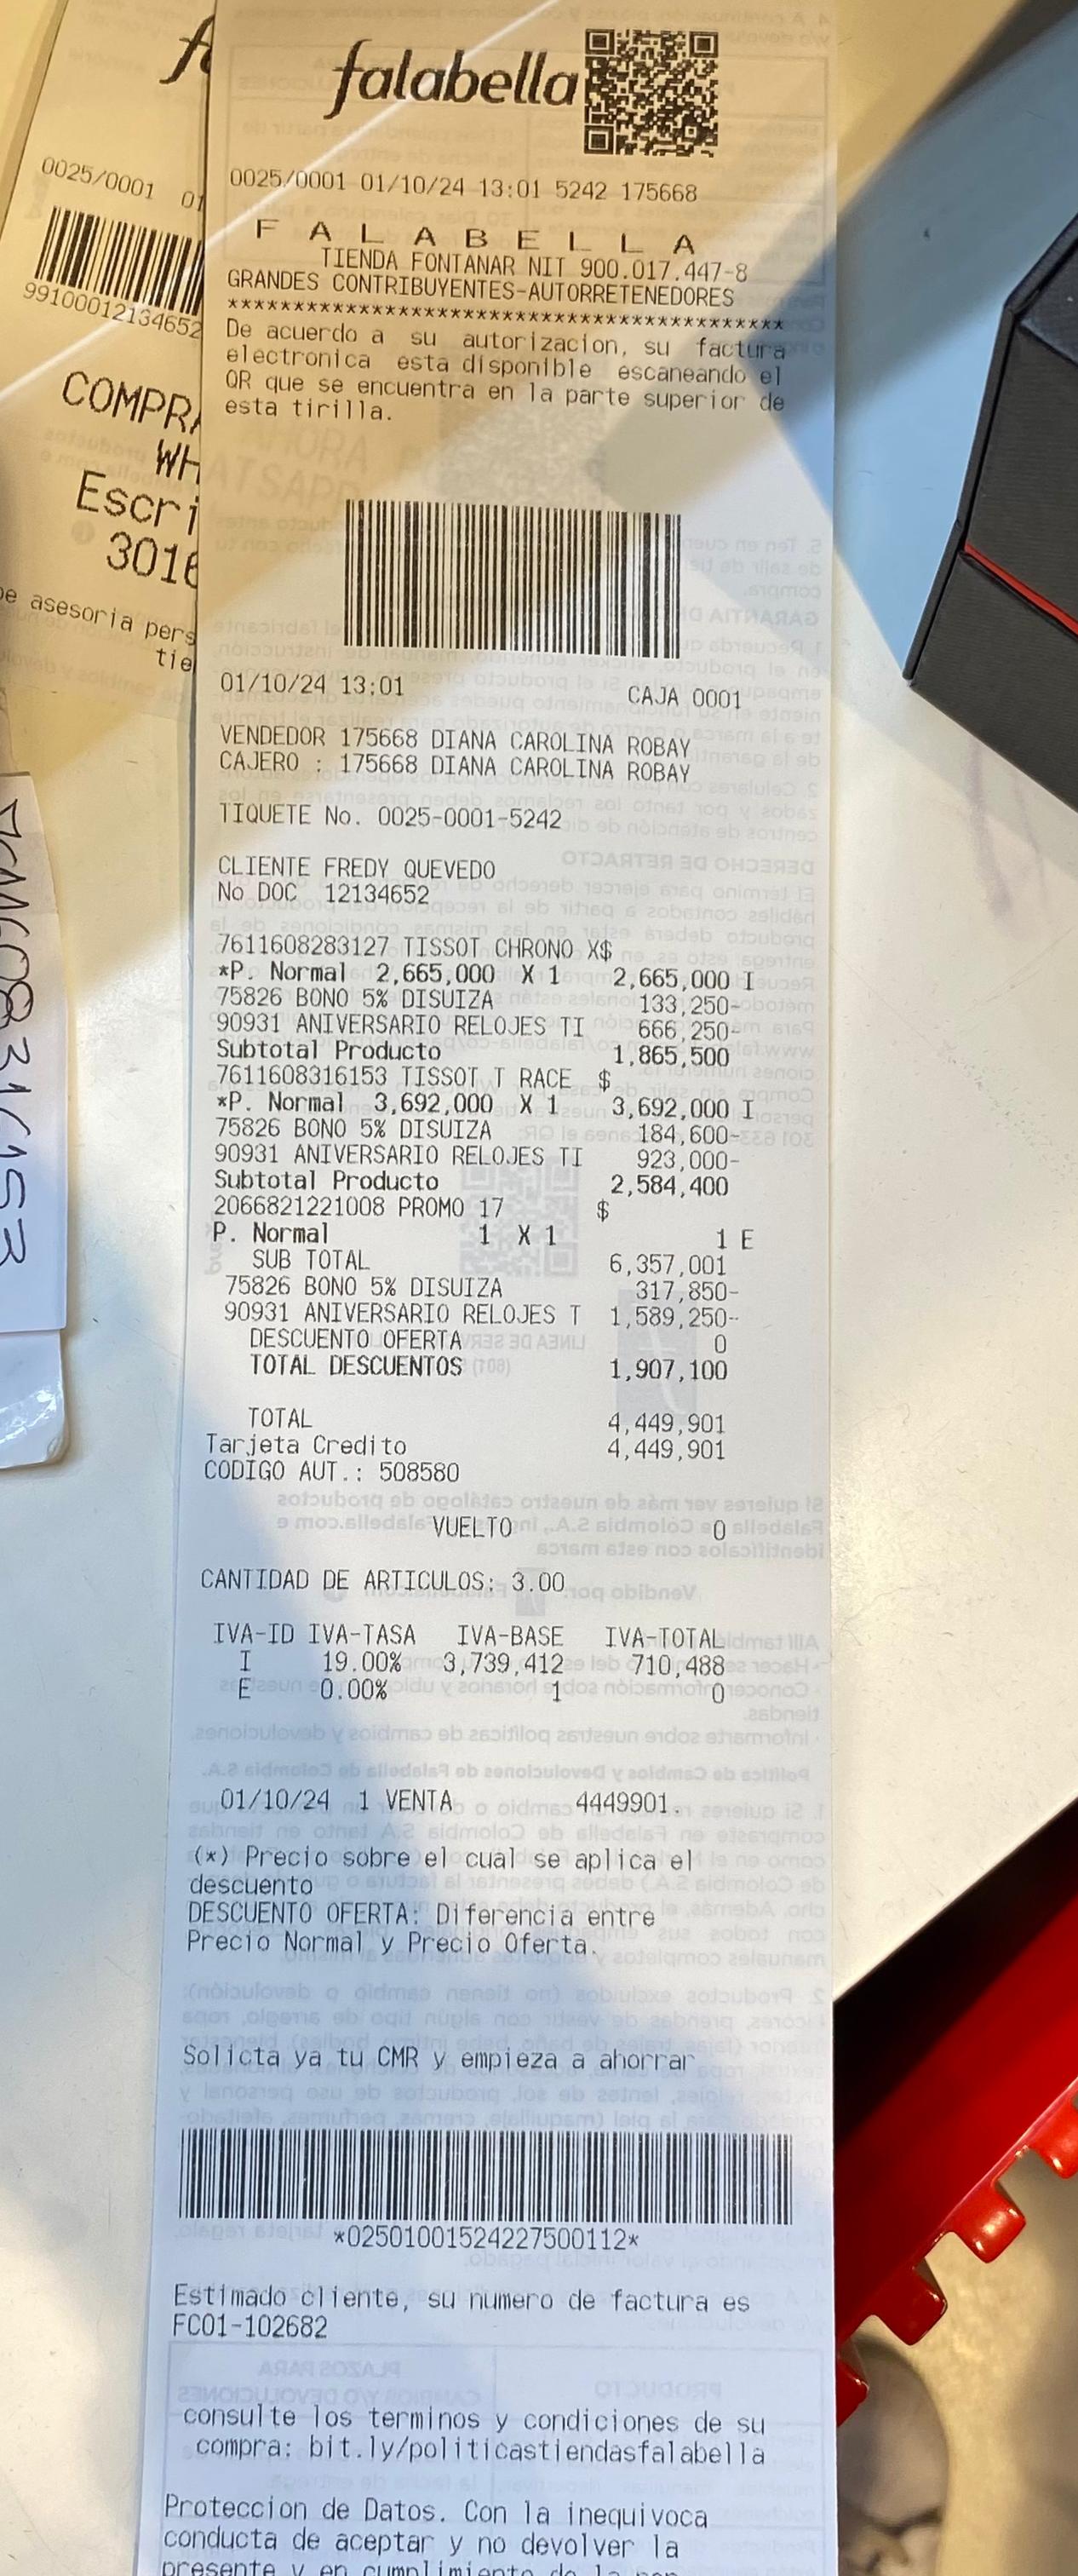 falabella
0025/0001 01/10/24 13:01 5242 175668
F A L A B E L L A
TIENDA FONTANAR NIT 900.017.447-8
GRANDES CONTRIBUYENTES-AUTORRETENEDORES
******************************************
De acuerdo a su autorizacion, su factura
electronica esta disponible escaneando el
QR que se encuentra en la parte superior de
esta tirilla.
01/10/24 13:01 CAJA 0001
VENDEDOR 175668 DIANA CAROLINA ROBAY
CAJERO : 175668 DIANA CAROLINA ROBAY
TIQUETE No. 0025-0001-5242
CLIENTE FREDY QUEVEDO
No DOC 12134652
7611608283127 TISSOT CHRONO X$
*P. Normal 2,665,000 X 1 2,665,000 I
75826 BONO 5% DISUIZA 133,250-
90931 ANIVERSARIO RELOJES TI 666,250-
Subtotal Producto 1,865,500
7611608316153 TISSOT T RACE $
*P. Normal 3,692,000 X 1 3,692,000 I
75826 BONO 5% DISUIZA 184,600-
90931 ANIVERSARIO RELOJES TI 923,000-
Subtotal Producto 2,584,400
2066821221008 PROMO 17 $
P. Normal 1 X 1 1 E
SUB TOTAL 6,357,001
75826 BONO 5% DISUIZA 317,850-
90931 ANIVERSARIO RELOJES T 1,589,250-
DESCUENTO OFERTA 0
TOTAL DESCUENTOS 1,907,100
TOTAL 4,449,901
Tarjeta Credito 4,449,901
CODIGO AUT.: 508580
VUELTO 0
CANTIDAD DE ARTICULOS: 3.00
IVA-ID IVA-TASA IVA-BASE IVA-TOTAL
I 19.00% 3,739,412 710,488
E 0.00% 1 0
01/10/24 1 VENTA 4449901.
(*) Precio sobre el cual se aplica el
descuento
DESCUENTO OFERTA: Diferencia entre
Precio Normal y Precio Oferta.
Solicta ya tu CMR y empieza a ahorrar
*02501001524227500112*
Estimado cliente, su numero de factura es
FC01-102682
consulte los terminos y condiciones de su
compra: bit.ly/politicastiendasfalabella
Proteccion de Datos. Con la inequivoca
conducta de aceptar y no devolver la
presente y en cumplimiento de la
0025/0001 01
99100012134652
COMPRA
WH
Escri
3016
de asesoria pers
tie